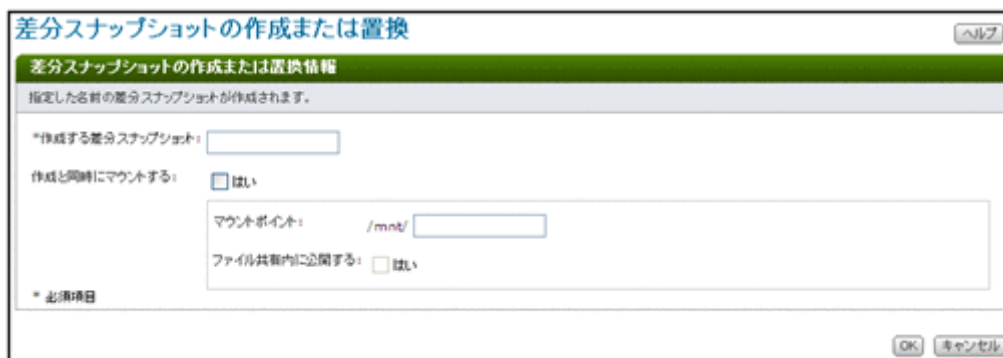 差分スナップショットの作成または置換
ヘルプ
差分スナップショットの作成または置換情報
指定した名前の差分スナップショットが作成されます。
*作成する差分スナップショット:
作成と同時にマウントする: はい
マウントポイント: /mnt/
ファイル共有内に公開する: はい
* 必須項目
OK キャンセル